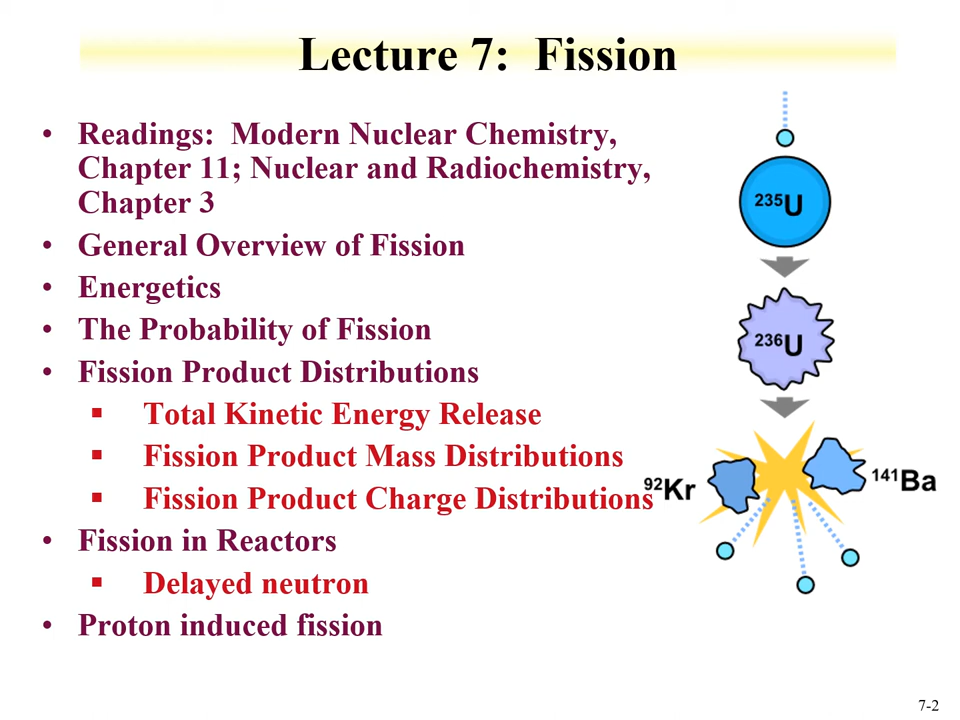 Lecture 7: Fission
• Readings: Modern Nuclear Chemistry,
Chapter 11; Nuclear and Radiochemistry,
Chapter 3
• General Overview of Fission
• Energetics
• The Probability of Fission
• Fission Product Distributions
▪ Total Kinetic Energy Release
▪ Fission Product Mass Distributions
▪ Fission Product Charge Distributions
• Fission in Reactors
▪ Delayed neutron
• Proton induced fission
²³⁵U
²³⁶U
⁹²Kr
¹⁴¹Ba
7-2